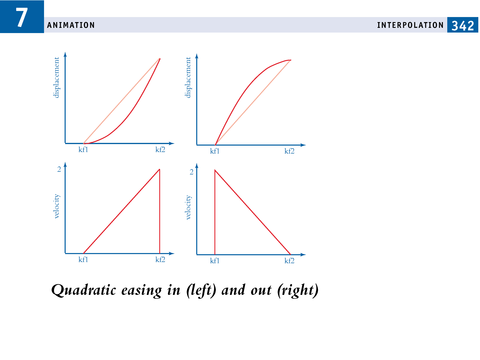 7
ANIMATION
INTERPOLATION 342
displacement
kf1 kf2
displacement
kf1 kf2
2
velocity
kf1 kf2
2
velocity
kf1 kf2
Quadratic easing in (left) and out (right)